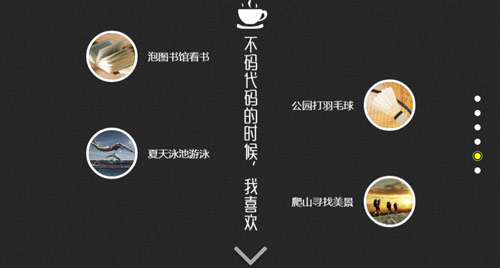 不码代码的时候，我喜欢
泡图书馆看书
公园打羽毛球
夏天泳池游泳
爬山寻找美景